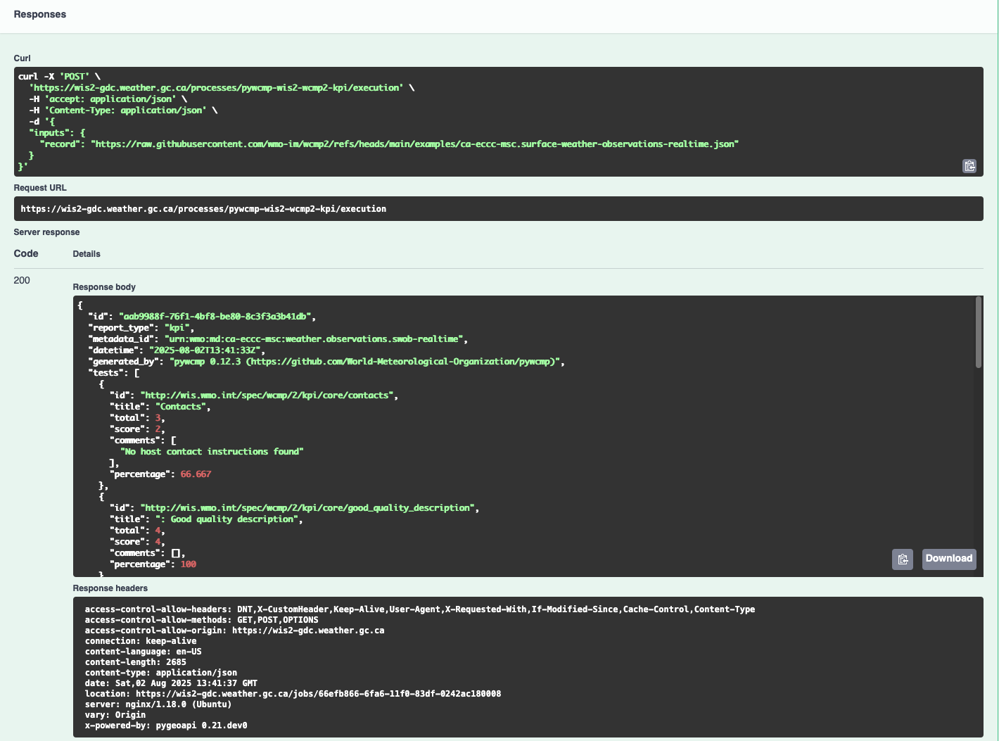 Responses
Curl
curl -X 'POST' \
  'https://wis2-gdc.weather.gc.ca/processes/pywcmp-wis2-wcmp2-kpi/execution' \
  -H 'accept: application/json' \
  -H 'Content-Type: application/json' \
  -d '{
  "inputs": {
    "record": "https://raw.githubusercontent.com/wmo-im/wcmp2/refs/heads/main/examples/ca-eccc-msc.surface-weather-observations-realtime.json"
  }
}'
Request URL
https://wis2-gdc.weather.gc.ca/processes/pywcmp-wis2-wcmp2-kpi/execution
Server response
Code Details
200
Response body
{
  "id": "aab9988f-76f1-4bf8-be80-8c3f3a3b41db",
  "report_type": "kpi",
  "metadata_id": "urn:wmo:md:ca-eccc-msc:weather.observations.swob-realtime",
  "datetime": "2025-08-02T13:41:33Z",
  "generated_by": "pywcmp 0.12.3 (https://github.com/World-Meteorological-Organization/pywcmp)",
  "tests": [
    {
      "id": "http://wis.wmo.int/spec/wcmp/2/kpi/core/contacts",
      "title": "Contacts",
      "total": 3,
      "score": 2,
      "comments": [
        "No host contact instructions found"
      ],
      "percentage": 66.667
    },
    {
      "id": "http://wis.wmo.int/spec/wcmp/2/kpi/core/good_quality_description",
      "title": ": Good quality description",
      "total": 4,
      "score": 4,
      "comments": [],
      "percentage": 100
    }
Download
Response headers
access-control-allow-headers: DNT,X-CustomHeader,Keep-Alive,User-Agent,X-Requested-With,If-Modified-Since,Cache-Control,Content-Type
access-control-allow-methods: GET,POST,OPTIONS
access-control-allow-origin: https://wis2-gdc.weather.gc.ca
connection: keep-alive
content-language: en-US
content-length: 2685
content-type: application/json
date: Sat,02 Aug 2025 13:41:37 GMT
location: https://wis2-gdc.weather.gc.ca/jobs/66efb866-6fa6-11f0-83df-0242ac180008
server: nginx/1.18.0 (Ubuntu)
vary: Origin
x-powered-by: pygeoapi 0.21.dev0